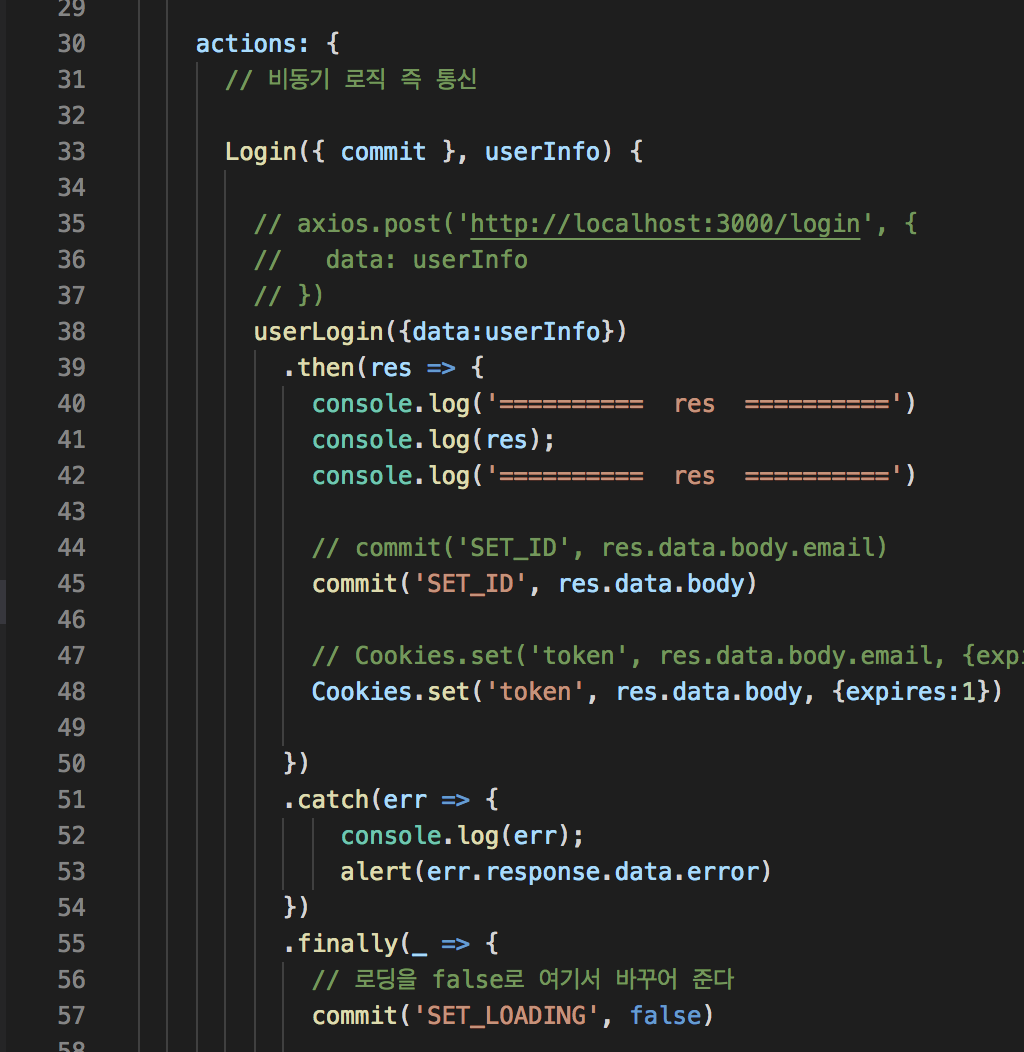 29
30 actions: {
31 // 비동기 로직 즉 통신
32
33 Login({ commit }, userInfo) {
34
35 // axios.post('http://localhost:3000/login', {
36 //   data: userInfo
37 // })
38 userLogin({data:userInfo})
39 .then(res => {
40 console.log('==========  res  ==========')
41 console.log(res);
42 console.log('==========  res  ==========')
43
44 // commit('SET_ID', res.data.body.email)
45 commit('SET_ID', res.data.body)
46
47 // Cookies.set('token', res.data.body.email, {exp
48 Cookies.set('token', res.data.body, {expires:1})
49
50 })
51 .catch(err => {
52 console.log(err);
53 alert(err.response.data.error)
54 })
55 .finally(_ => {
56 // 로딩을 false로 여기서 바꾸어 준다
57 commit('SET_LOADING', false)
58